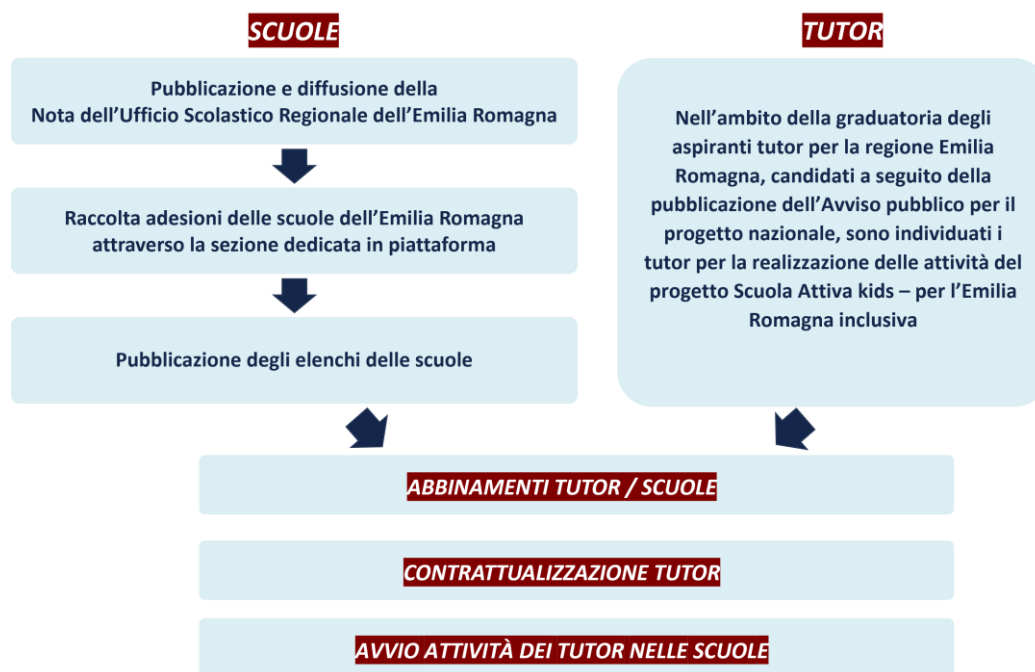 SCUOLE
Pubblicazione e diffusione della
Nota dell'Ufficio Scolastico Regionale dell'Emilia Romagna
Raccolta adesioni delle scuole dell'Emilia Romagna
attraverso la sezione dedicata in piattaforma
Pubblicazione degli elenchi delle scuole
TUTOR
Nell'ambito della graduatoria degli
aspiranti tutor per la regione Emilia
Romagna, candidati a seguito della
pubblicazione dell'Avviso pubblico per il
progetto nazionale, sono individuati i
tutor per la realizzazione delle attività del
progetto Scuola Attiva kids – per l'Emilia
Romagna inclusiva
ABBINAMENTI TUTOR / SCUOLE
CONTRATTUALIZZAZIONE TUTOR
AVVIO ATTIVITÀ DEI TUTOR NELLE SCUOLE